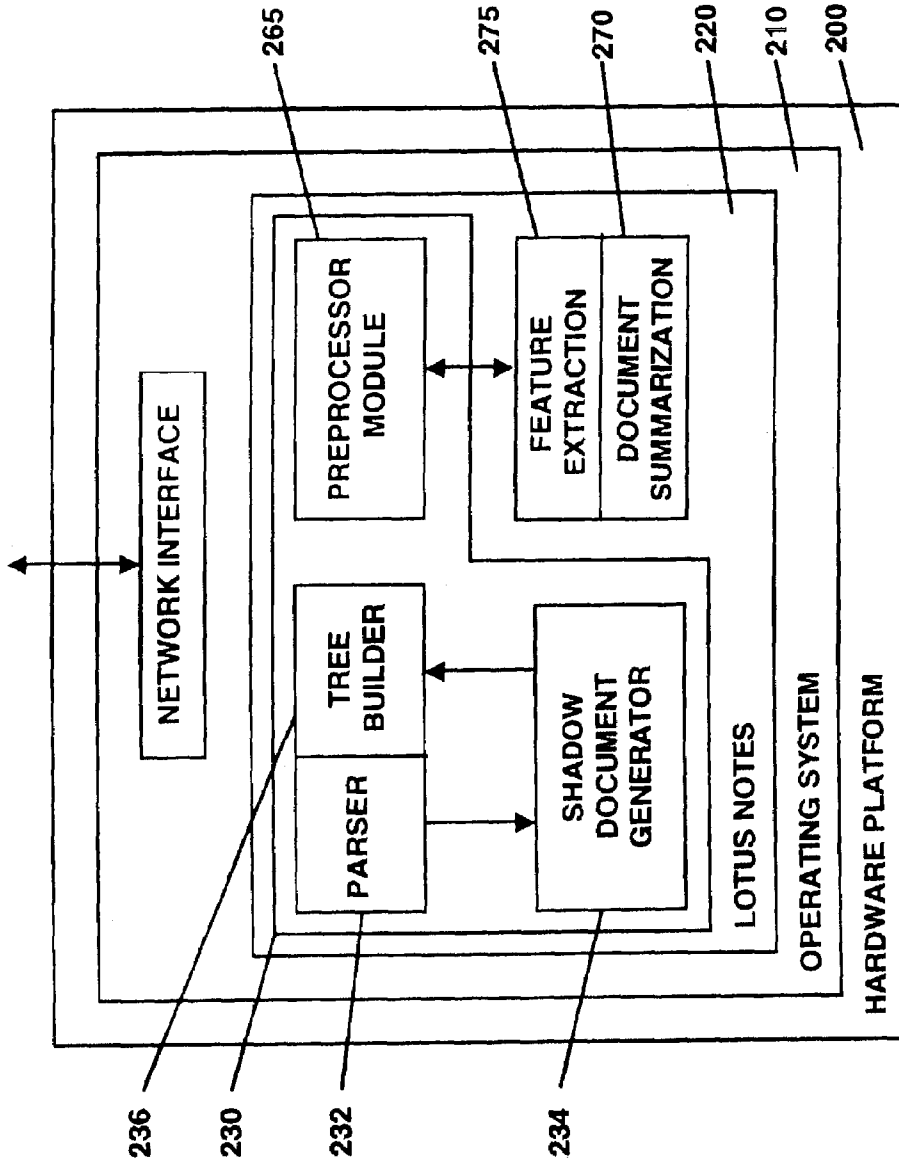 NETWORK INTERFACE
PARSER
TREE
BUILDER
PREPROCESSOR
MODULE
SHADOW
DOCUMENT
GENERATOR
FEATURE
EXTRACTION
DOCUMENT
SUMMARIZATION
LOTUS NOTES
OPERATING SYSTEM
HARDWARE PLATFORM
236
230
232
234
265
275
270
220
210
200